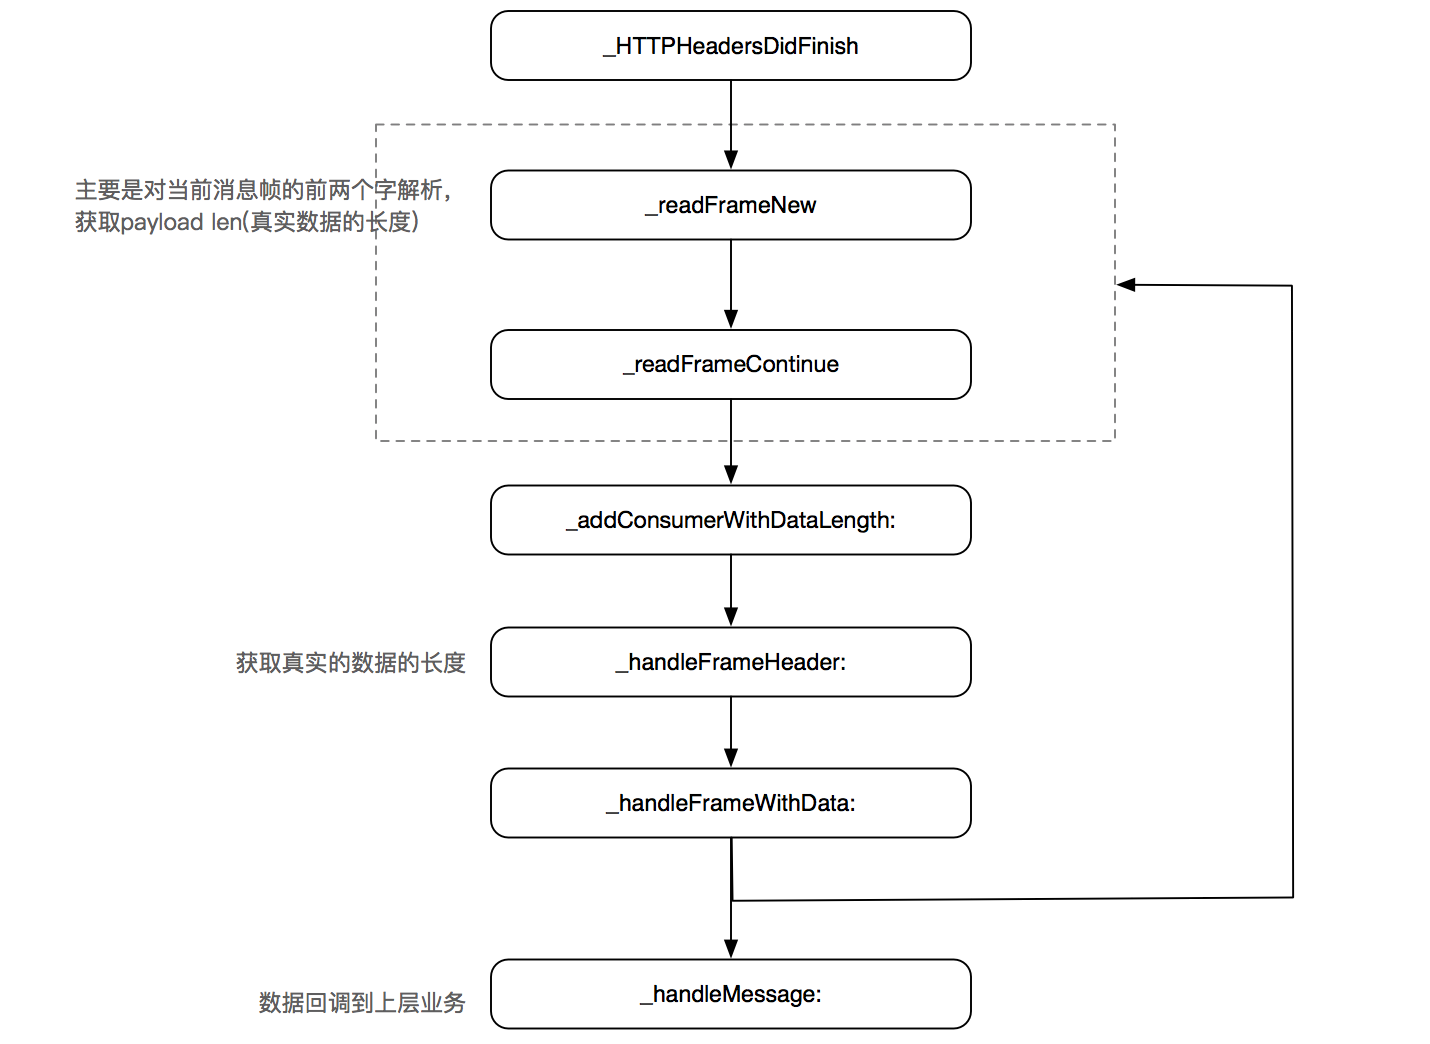 _HTTPHeadersDidFinish
主要是对当前消息帧的前两个字解析，
获取payload len(真实数据的长度)
_readFrameNew
_readFrameContinue
_addConsumerWithDataLength:
获取真实的数据的长度
_handleFrameHeader:
_handleFrameWithData:
数据回调到上层业务
_handleMessage: